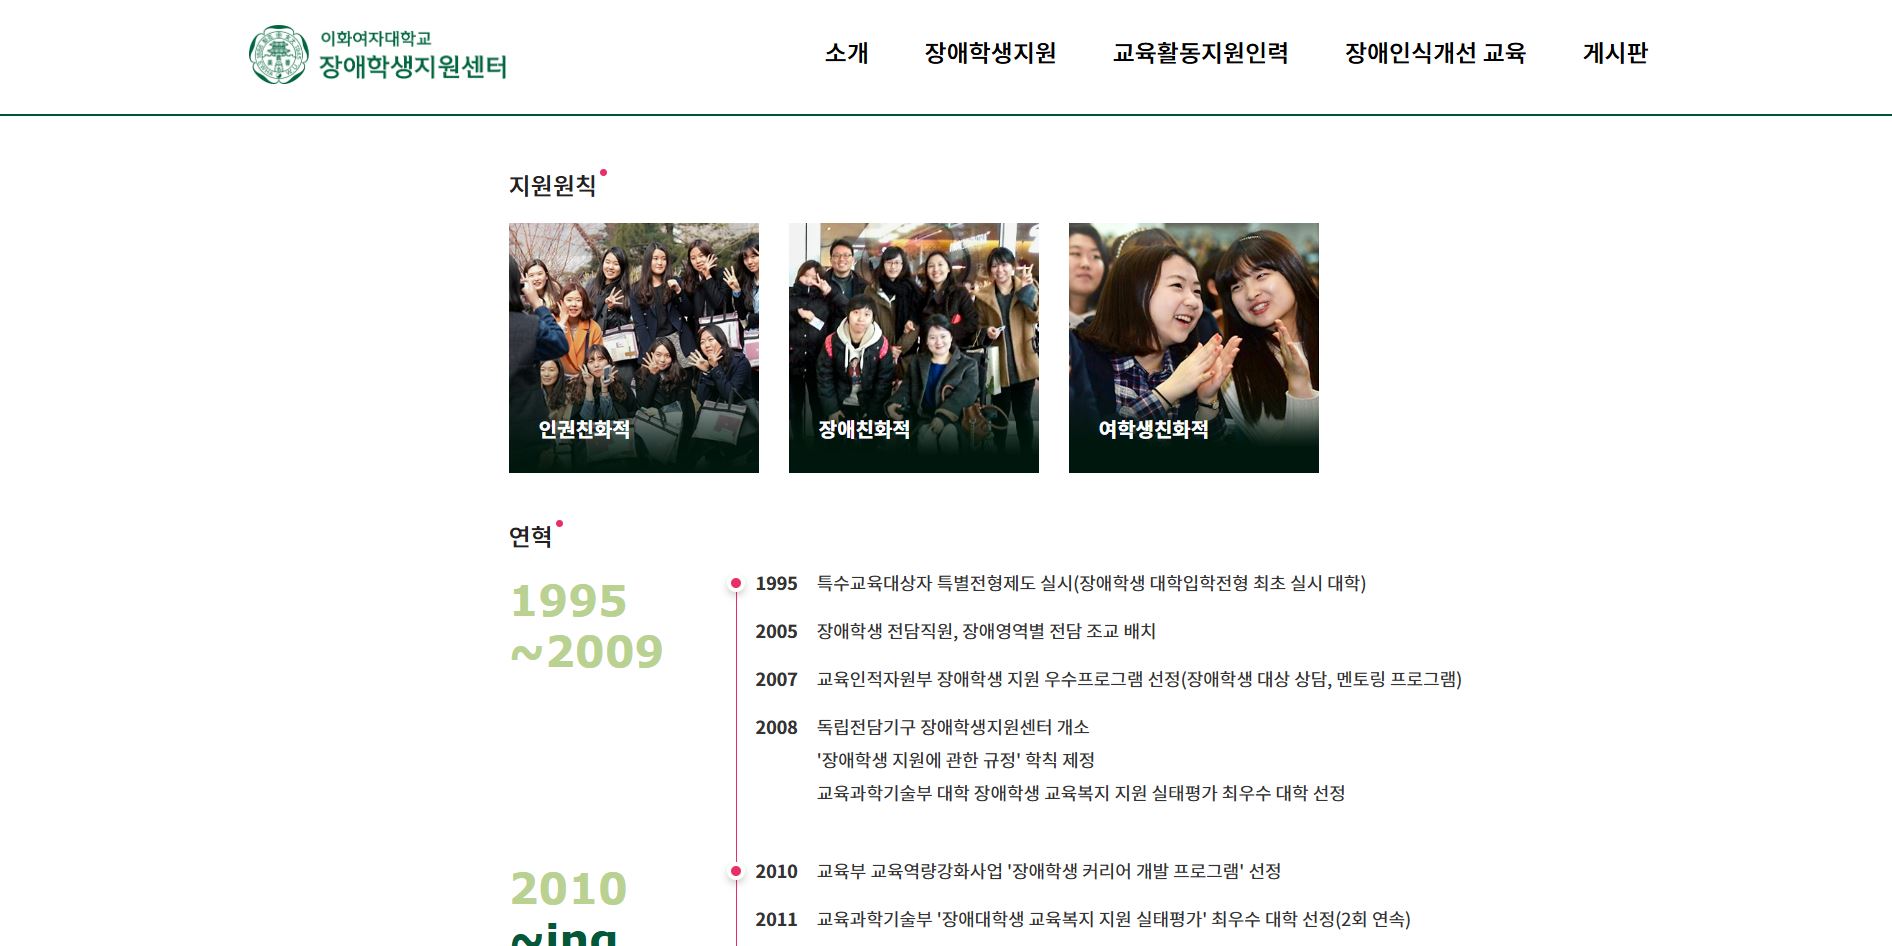 이화여자대학교
장애학생지원센터
소개 장애학생지원 교육활동지원인력 장애인식개선 교육 게시판
지원원칙
인권친화적 장애친화적 여학생친화적
연혁
1995
~2009
1995 특수교육대상자 특별전형제도 실시(장애학생 대학입학전형 최초 실시 대학)
2005 장애학생 전담직원, 장애영역별 전담 조교 배치
2007 교육인적자원부 장애학생 지원 우수프로그램 선정(장애학생 대상 상담, 멘토링 프로그램)
2008 독립전담기구 장애학생지원센터 개소
'장애학생 지원에 관한 규정' 학칙 제정
교육과학기술부 대학 장애학생 교육복지 지원 실태평가 최우수 대학 선정
2010
~ing
2010 교육부 교육역량강화사업 '장애학생 커리어 개발 프로그램' 선정
2011 교육과학기술부 '장애대학생 교육복지 지원 실태평가' 최우수 대학 선정(2회 연속)